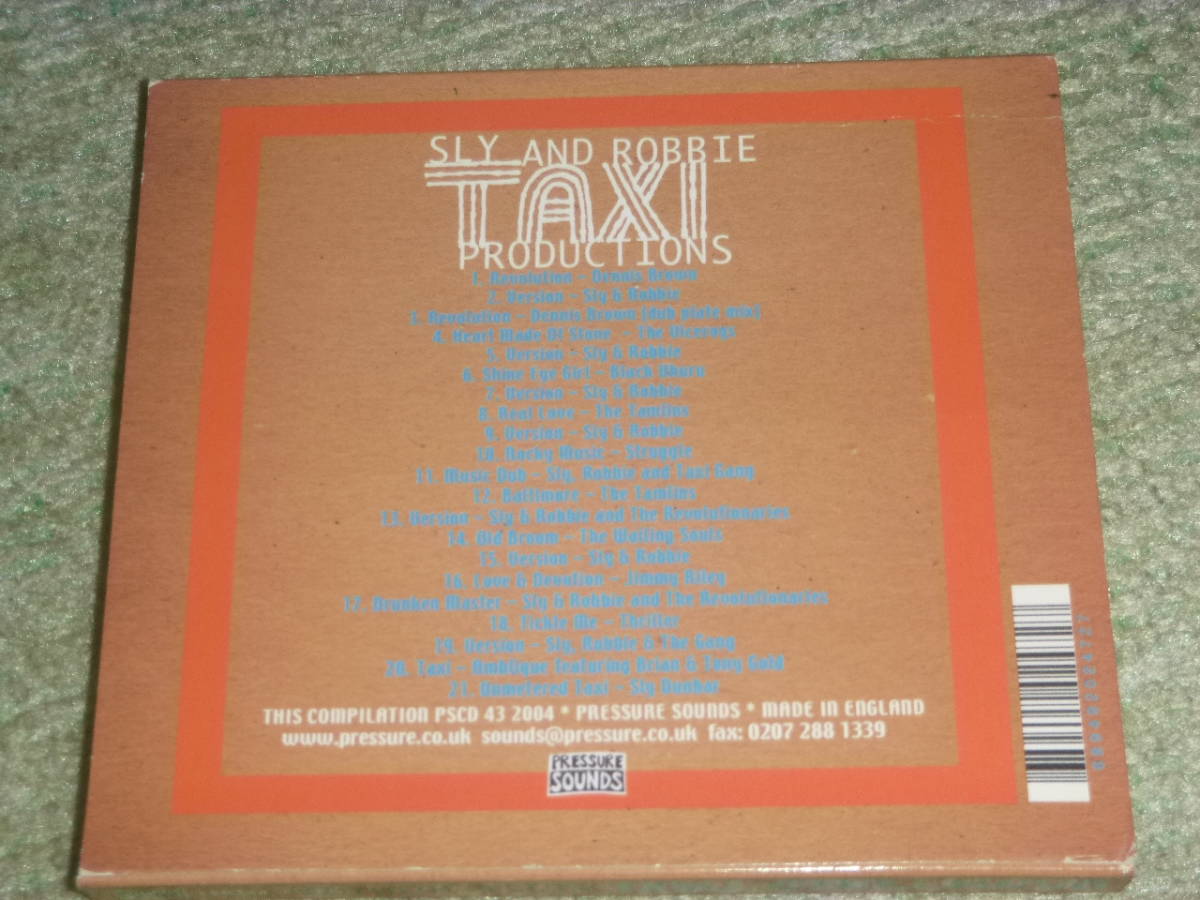 SLY AND ROBBIE
TAXI
PRODUCTIONS
1. Revolution – Dennis Brown
2. Version – Sly & Robbie
3. Revolution – Dennis Brown (dub plate mix)
4. Heart Made Of Stone – The Viceroys
5. Version – Sly & Robbie
6. Shine Eye Girl – Black Uhuru
7. Version – Sly & Robbie
8. Real Love – The Tamlins
9. Version – Sly & Robbie
10. Rocky Music – Struggle
11. Music Dub – Sly, Robbie and Taxi Gang
12. Baltimore – The Tamlins
13. Version – Sly & Robbie and The Revolutionaries
14. Old Broom – The Wailing Souls
15. Version – Sly & Robbie
16. Love & Devotion – Jimmy Riley
17. Drunken Master – Sly & Robbie and The Revolutionaries
18. Tickle Me – Thriller
19. Version – Sly, Robbie & The Gang
20. Taxi – Ambique featuring Brian & Tony Gold
21. Unmetered Taxi – Sly Dunbar
THIS COMPILATION PSCD 43 2004 * PRESSURE SOUNDS * MADE IN ENGLAND
www.pressure.co.uk sounds@pressure.co.uk fax: 0207 288 1339
PRESSURE
SOUNDS